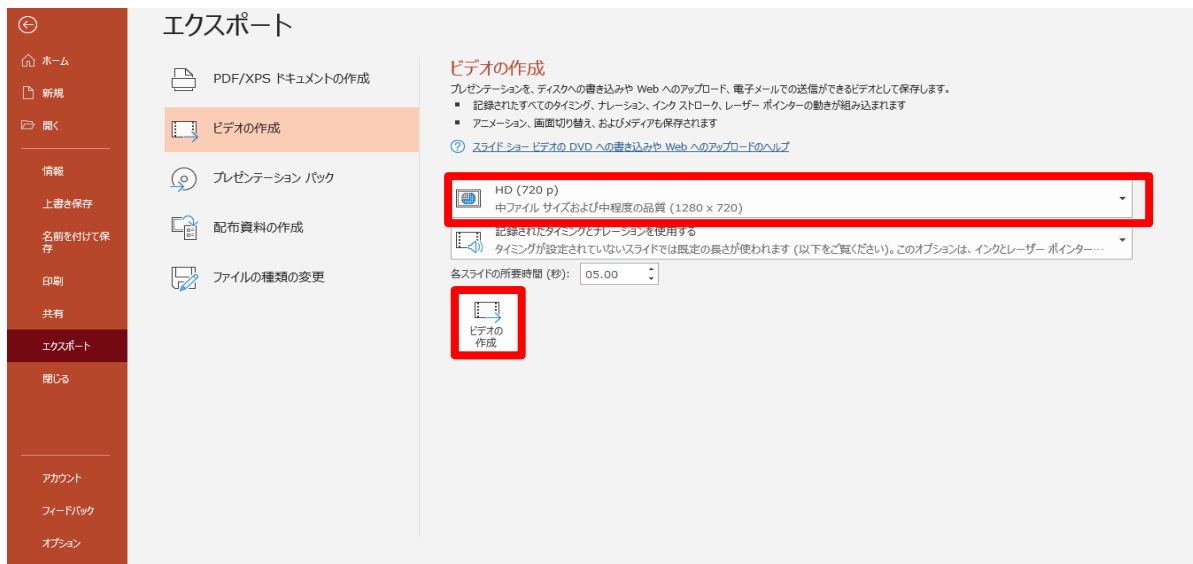 エクスポート
ホーム
新規
開く
情報
上書き保存
名前を付けて保
存
印刷
共有
エクスポート
閉じる
アカウント
フィードバック
オプション
PDF/XPS ドキュメントの作成
ビデオの作成
プレゼンテーション パック
配布資料の作成
ファイルの種類の変更
ビデオの作成
プレゼンテーションを、ディスクへの書き込みや Web へのアップロード、電子メールでの送信ができるビデオとして保存します。
■ 記録されたすべてのタイミング、ナレーション、インク ストローク、レーザー ポインターの動きが組み込まれます
■ アニメーション、画面切り替え、およびメディアも保存されます
スライド ショー ビデオの DVD への書き込みや Web へのアップロードのヘルプ
HD (720 p)
中ファイル サイズおよび中程度の品質 (1280 x 720)
記録されたタイミングとナレーションを使用する
タイミングが設定されていないスライドでは既定の長さが使われます (以下をご覧ください)。このオプションは、インクとレーザー ポインター…
各スライドの所要時間 (秒): 05.00
ビデオの
作成